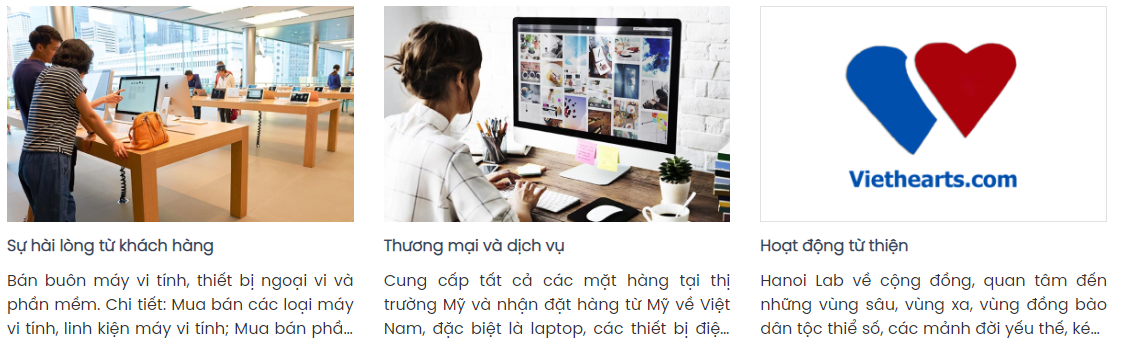 Viethearts.com
Sự hài lòng từ khách hàng
Bán buôn máy vi tính, thiết bị ngoại vi và
phần mềm. Chi tiết: Mua bán các loại máy
vi tính, linh kiện máy vi tính; Mua bán phầ...
Thương mại và dịch vụ
Cung cấp tất cả các mặt hàng tại thị
trường Mỹ và nhận đặt hàng từ Mỹ về Việt
Nam, đặc biệt là laptop, các thiết bị điệ...
Hoạt động từ thiện
Hanoi Lab về cộng đồng, quan tâm đến
những vùng sâu, vùng xa, vùng đồng bào
dân tộc thiể số, các mảnh đời yếu thế, ké...